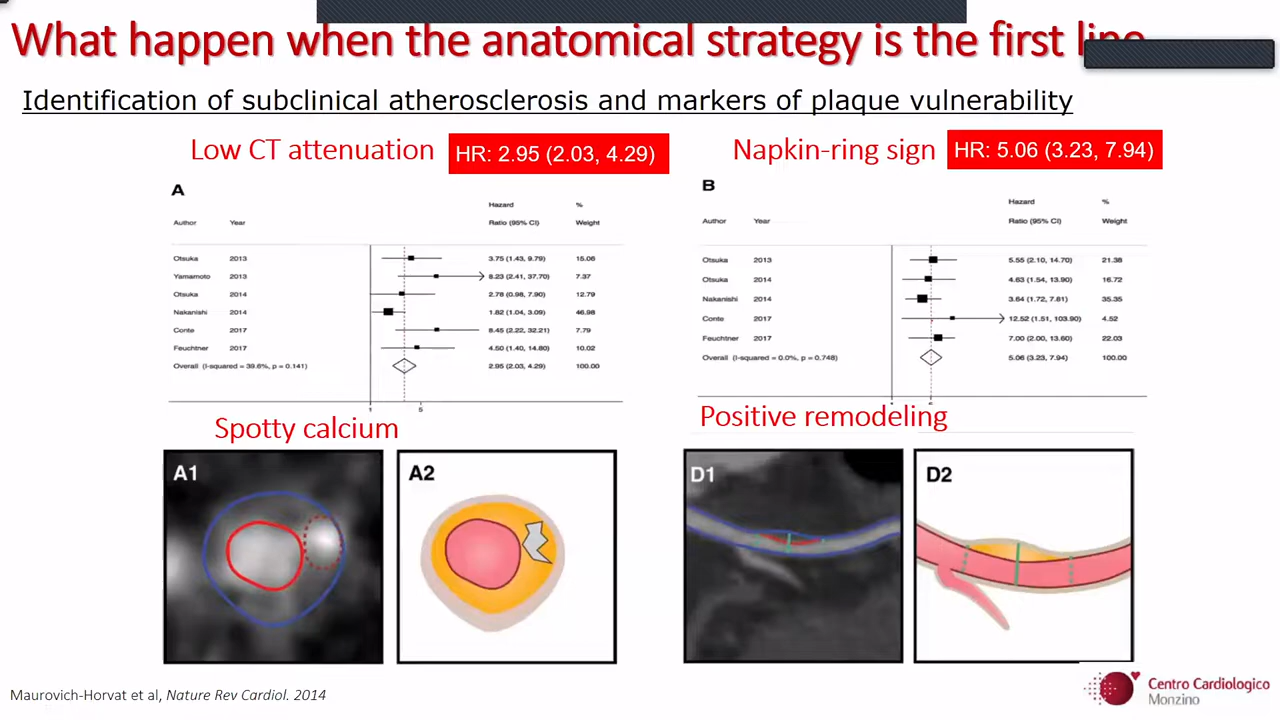 What happen when the anatomical strategy is the first line
Identification of subclinical atherosclerosis and markers of plaque vulnerability
Low CT attenuation HR: 2.95 (2.03, 4.29)
Napkin-ring sign HR: 5.06 (3.23, 7.94)
A
Hazard %
Author Year Ratio (95% CI) Weight
Otsuka 2013 3.75 (1.43, 9.79) 15.06
Yamamoto 2013 8.23 (2.41, 37.70) 7.37
Otsuka 2014 2.78 (0.98, 7.90) 12.79
Nakanishi 2014 1.82 (1.04, 3.09) 46.98
Conte 2017 8.45 (2.22, 32.21) 7.79
Feuchtner 2017 4.50 (1.40, 14.80) 10.02
Overall (I-squared = 39.6%, p = 0.141) 2.95 (2.03, 4.29) 100.00
1 5
B
Hazard %
Author Year Ratio (95% CI) Weight
Otsuka 2013 5.55 (2.10, 14.70) 21.38
Otsuka 2014 4.63 (1.54, 13.90) 16.72
Nakanishi 2014 3.64 (1.72, 7.81) 35.35
Conte 2017 12.52 (1.51, 103.90) 4.52
Feuchtner 2017 7.00 (2.00, 13.60) 22.03
Overall (I-squared = 0.0%, p = 0.748) 5.06 (3.23, 7.94) 100.00
Spotty calcium
Positive remodeling
A1
A2
D1
D2
Maurovich-Horvat et al, Nature Rev Cardiol. 2014
Centro Cardiologico
Monzino